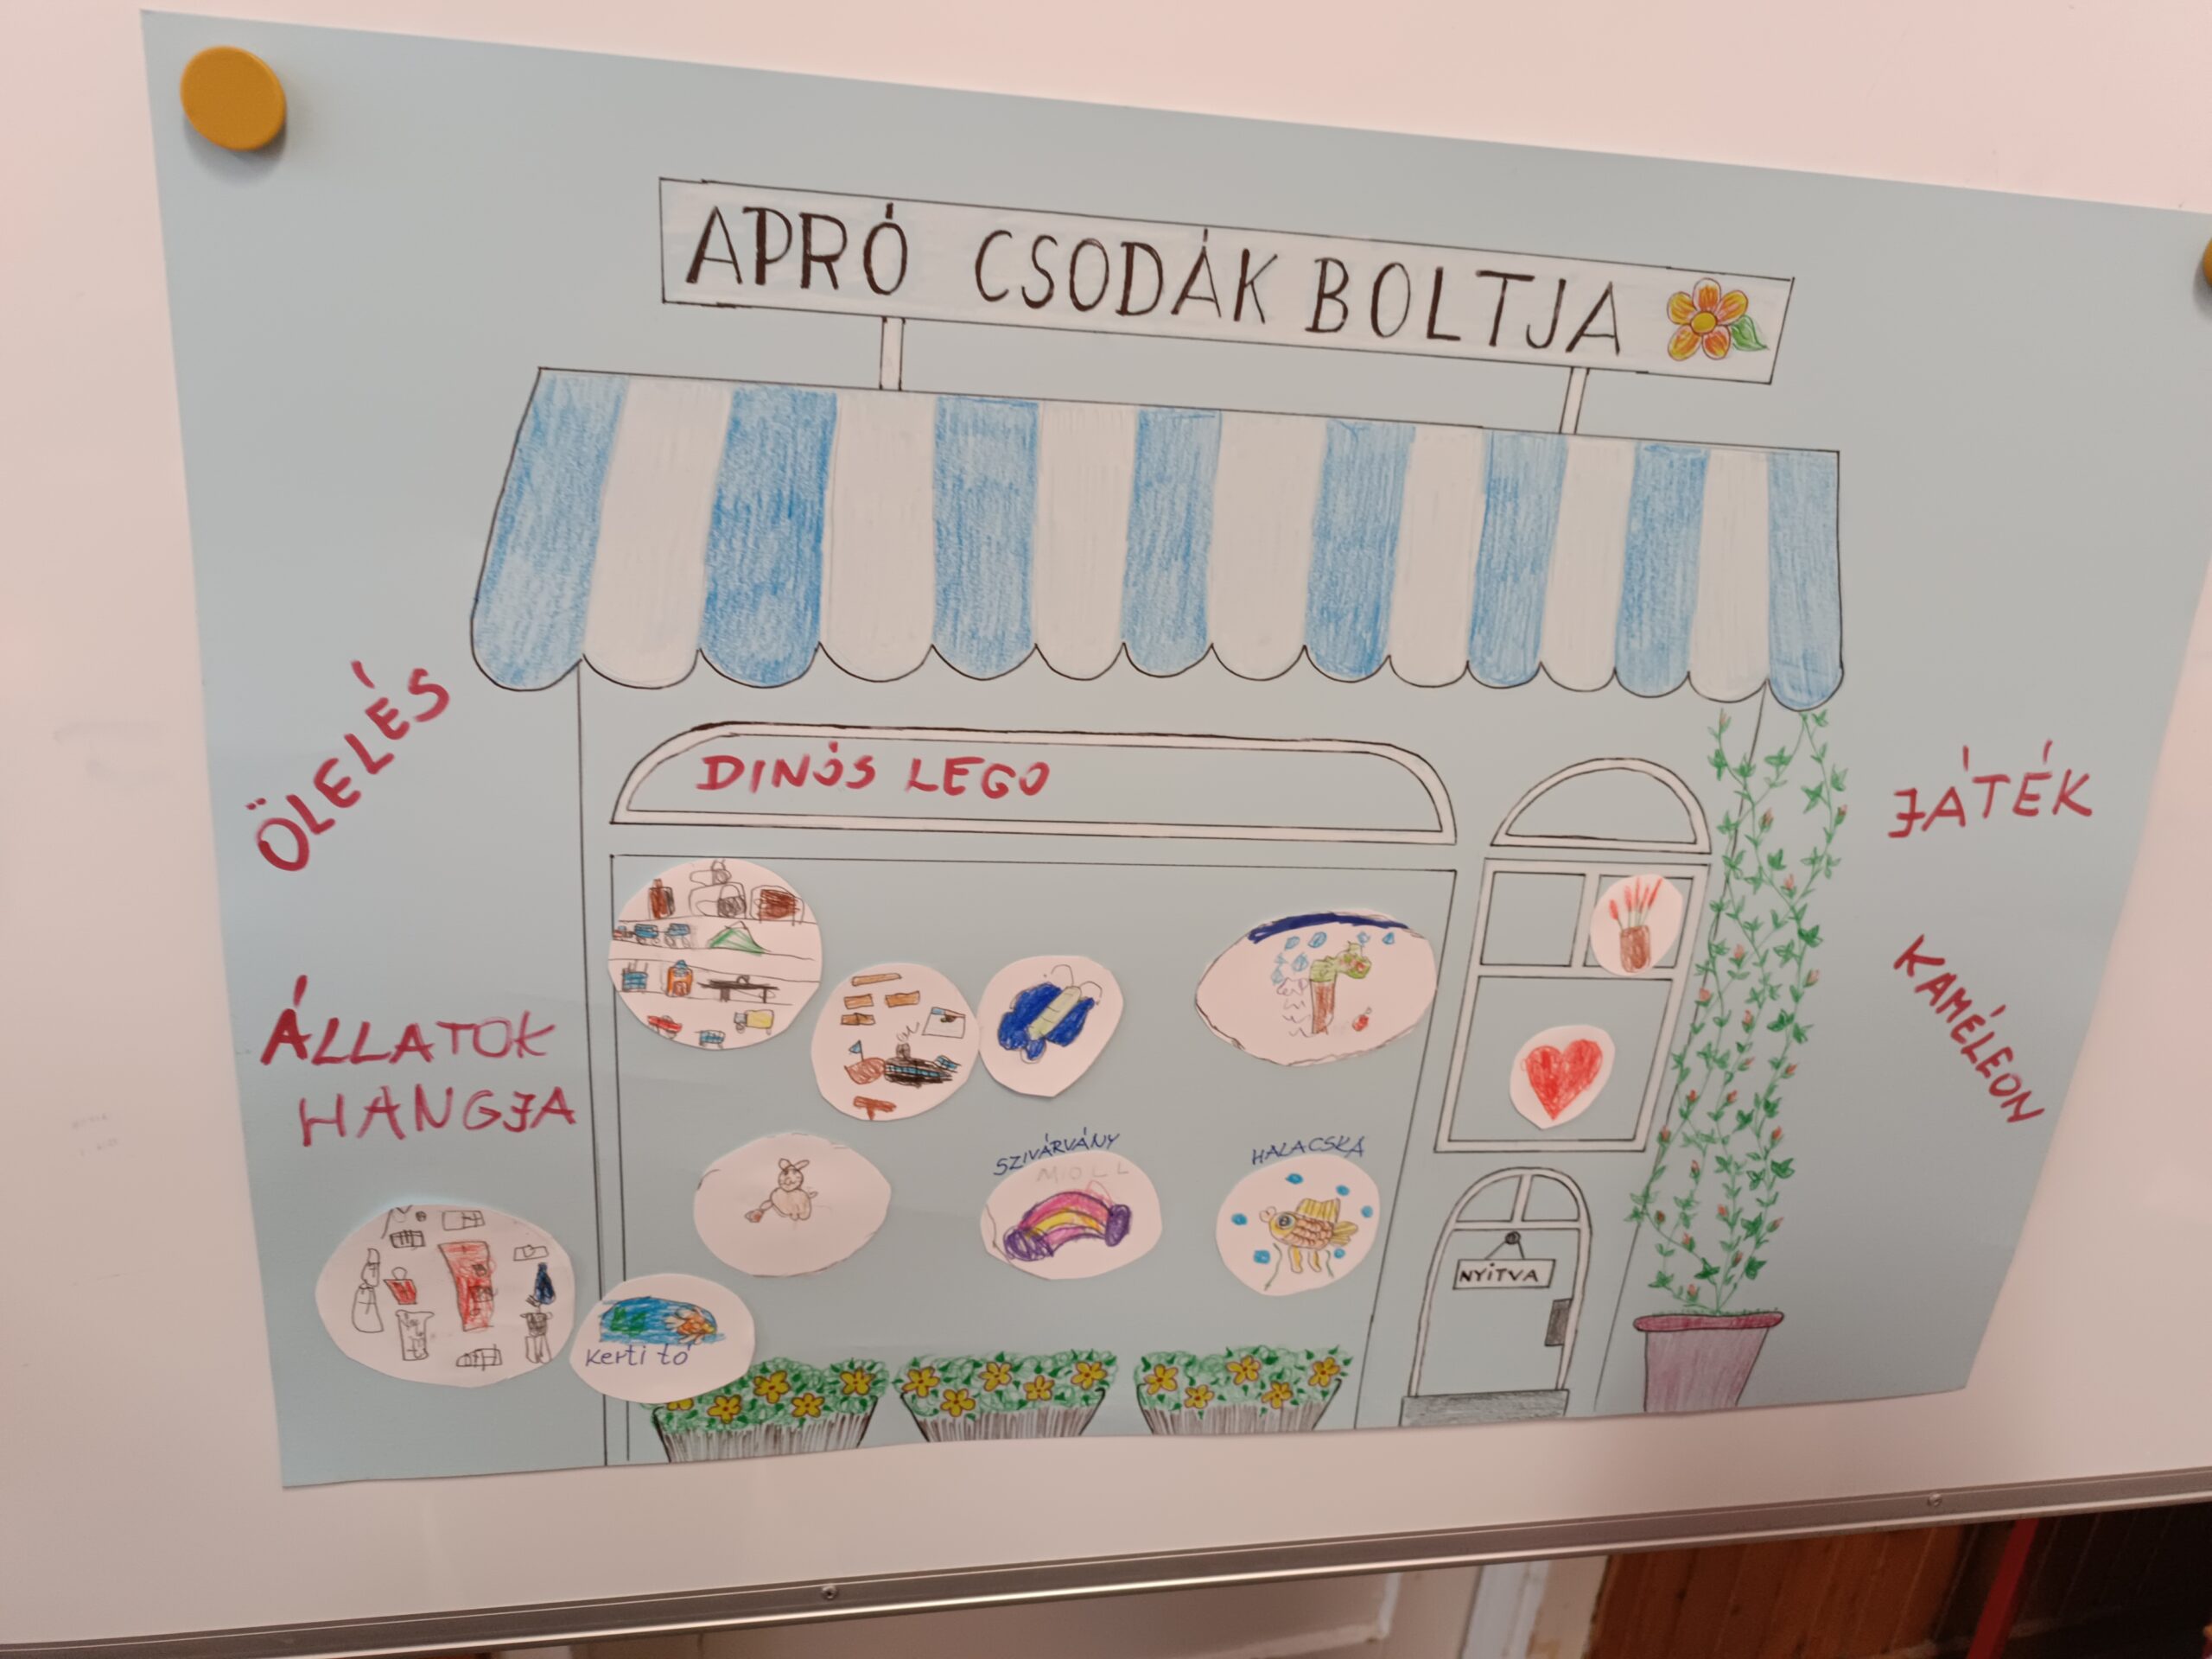 APRÓ CSODÁK BOLTJA
ÖLELÉS
DINÓS LEGO
JÁTÉK
KAMÉLEON
ÁLLATOK
HANGJA
SZIVÁRVÁNY
HALACSKA
NYITVA
Kerti tó